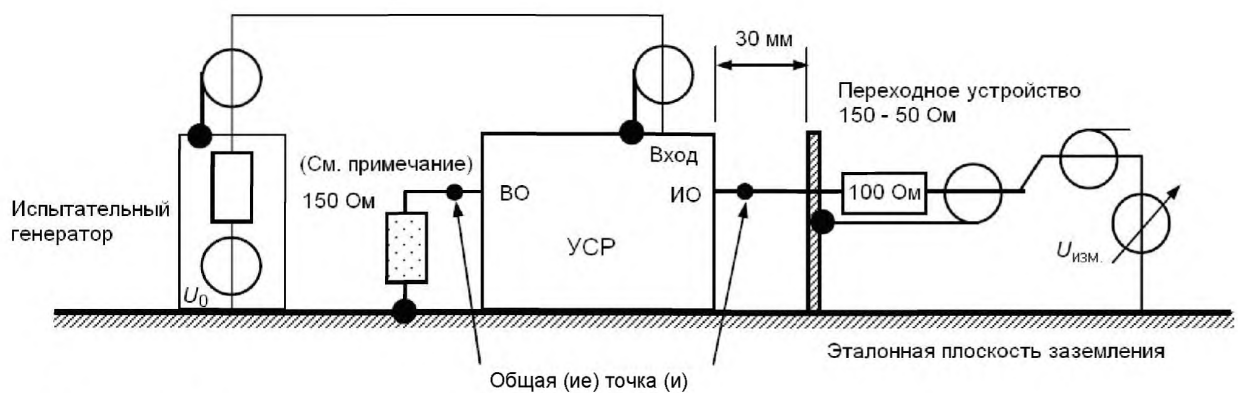 30 мм
Переходное устройство
150 - 50 Ом
(См. примечание)
150 Ом
Вход
ВО
ИО
100 Ом
Испытательный
генератор
УСР
U₀
Uизм.
Эталонная плоскость заземления
Общая (ие) точка (и)